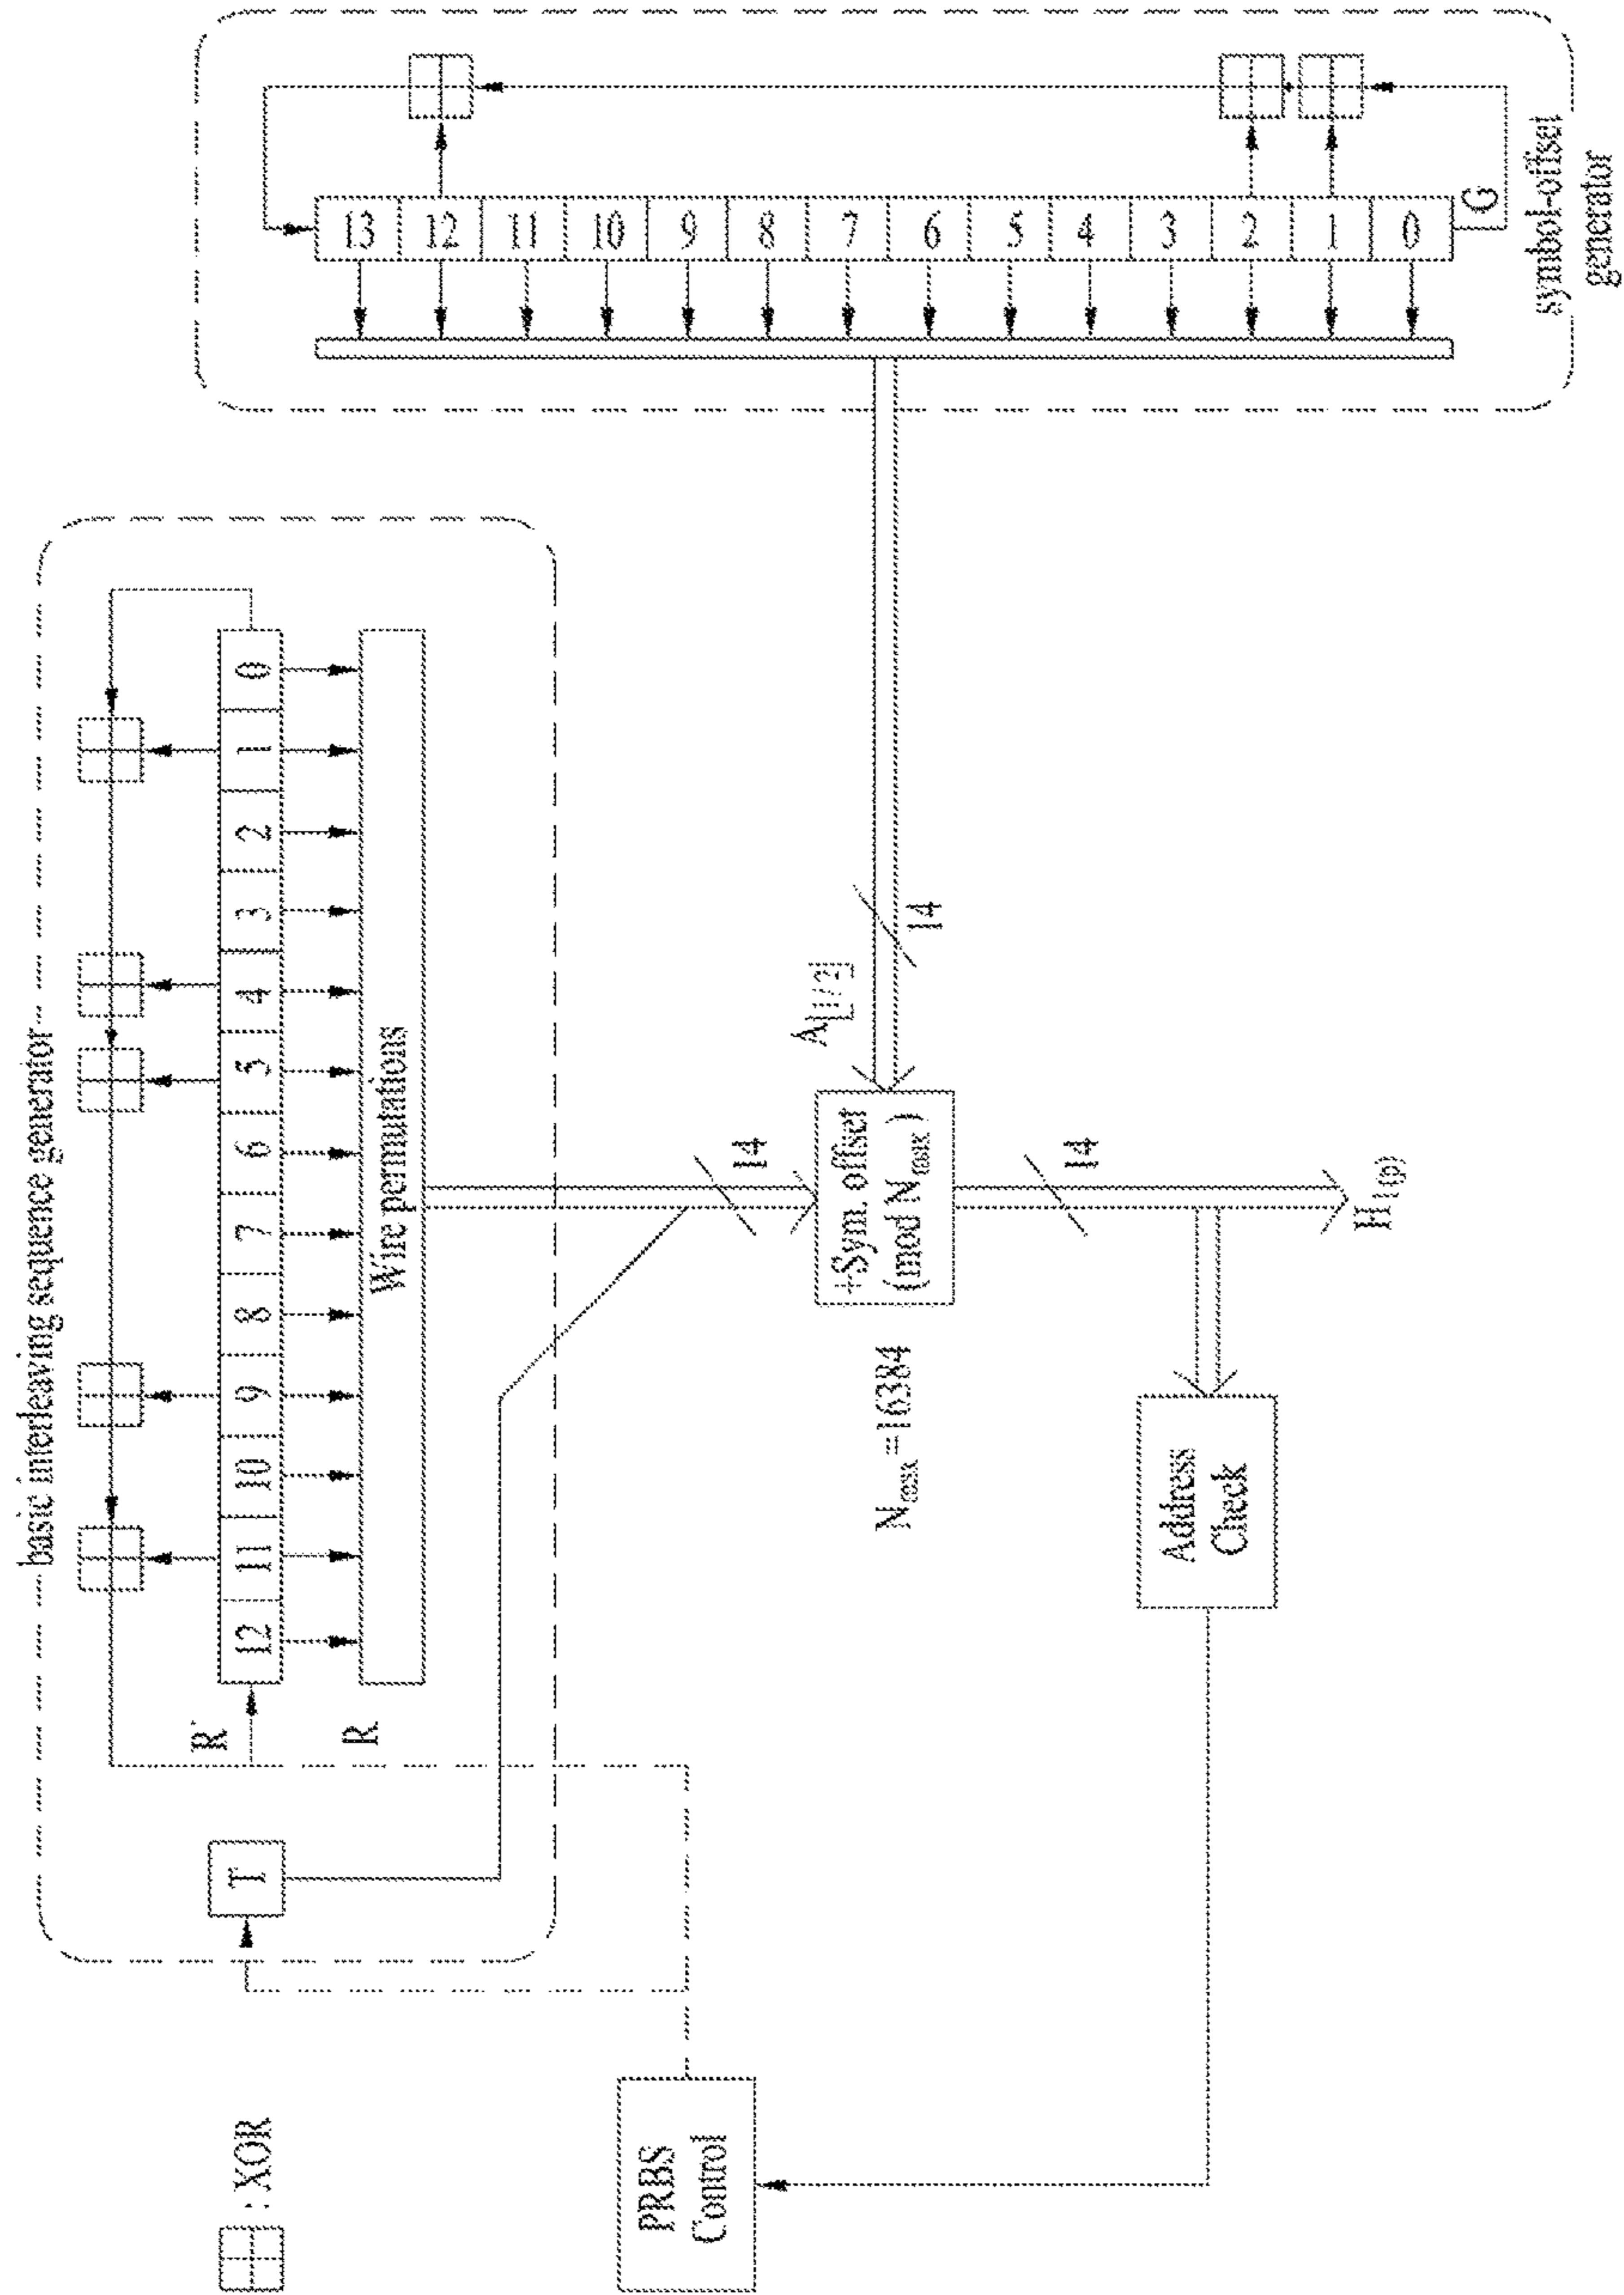 basic interleaving sequence generator
R'
12 11 10 9 8 7 6 5 4 3 2 1 0
T
R
Wire permutations
: XOR
PRBS
Control
14
+Sym. offset
(mod Nmax)
Nmax=16384
14
A⌊l/2⌋
14
Address
Check
Hl(p)
13
12
11
10
9
8
7
6
5
4
3
2
1
0
G
symbol-offset
generator